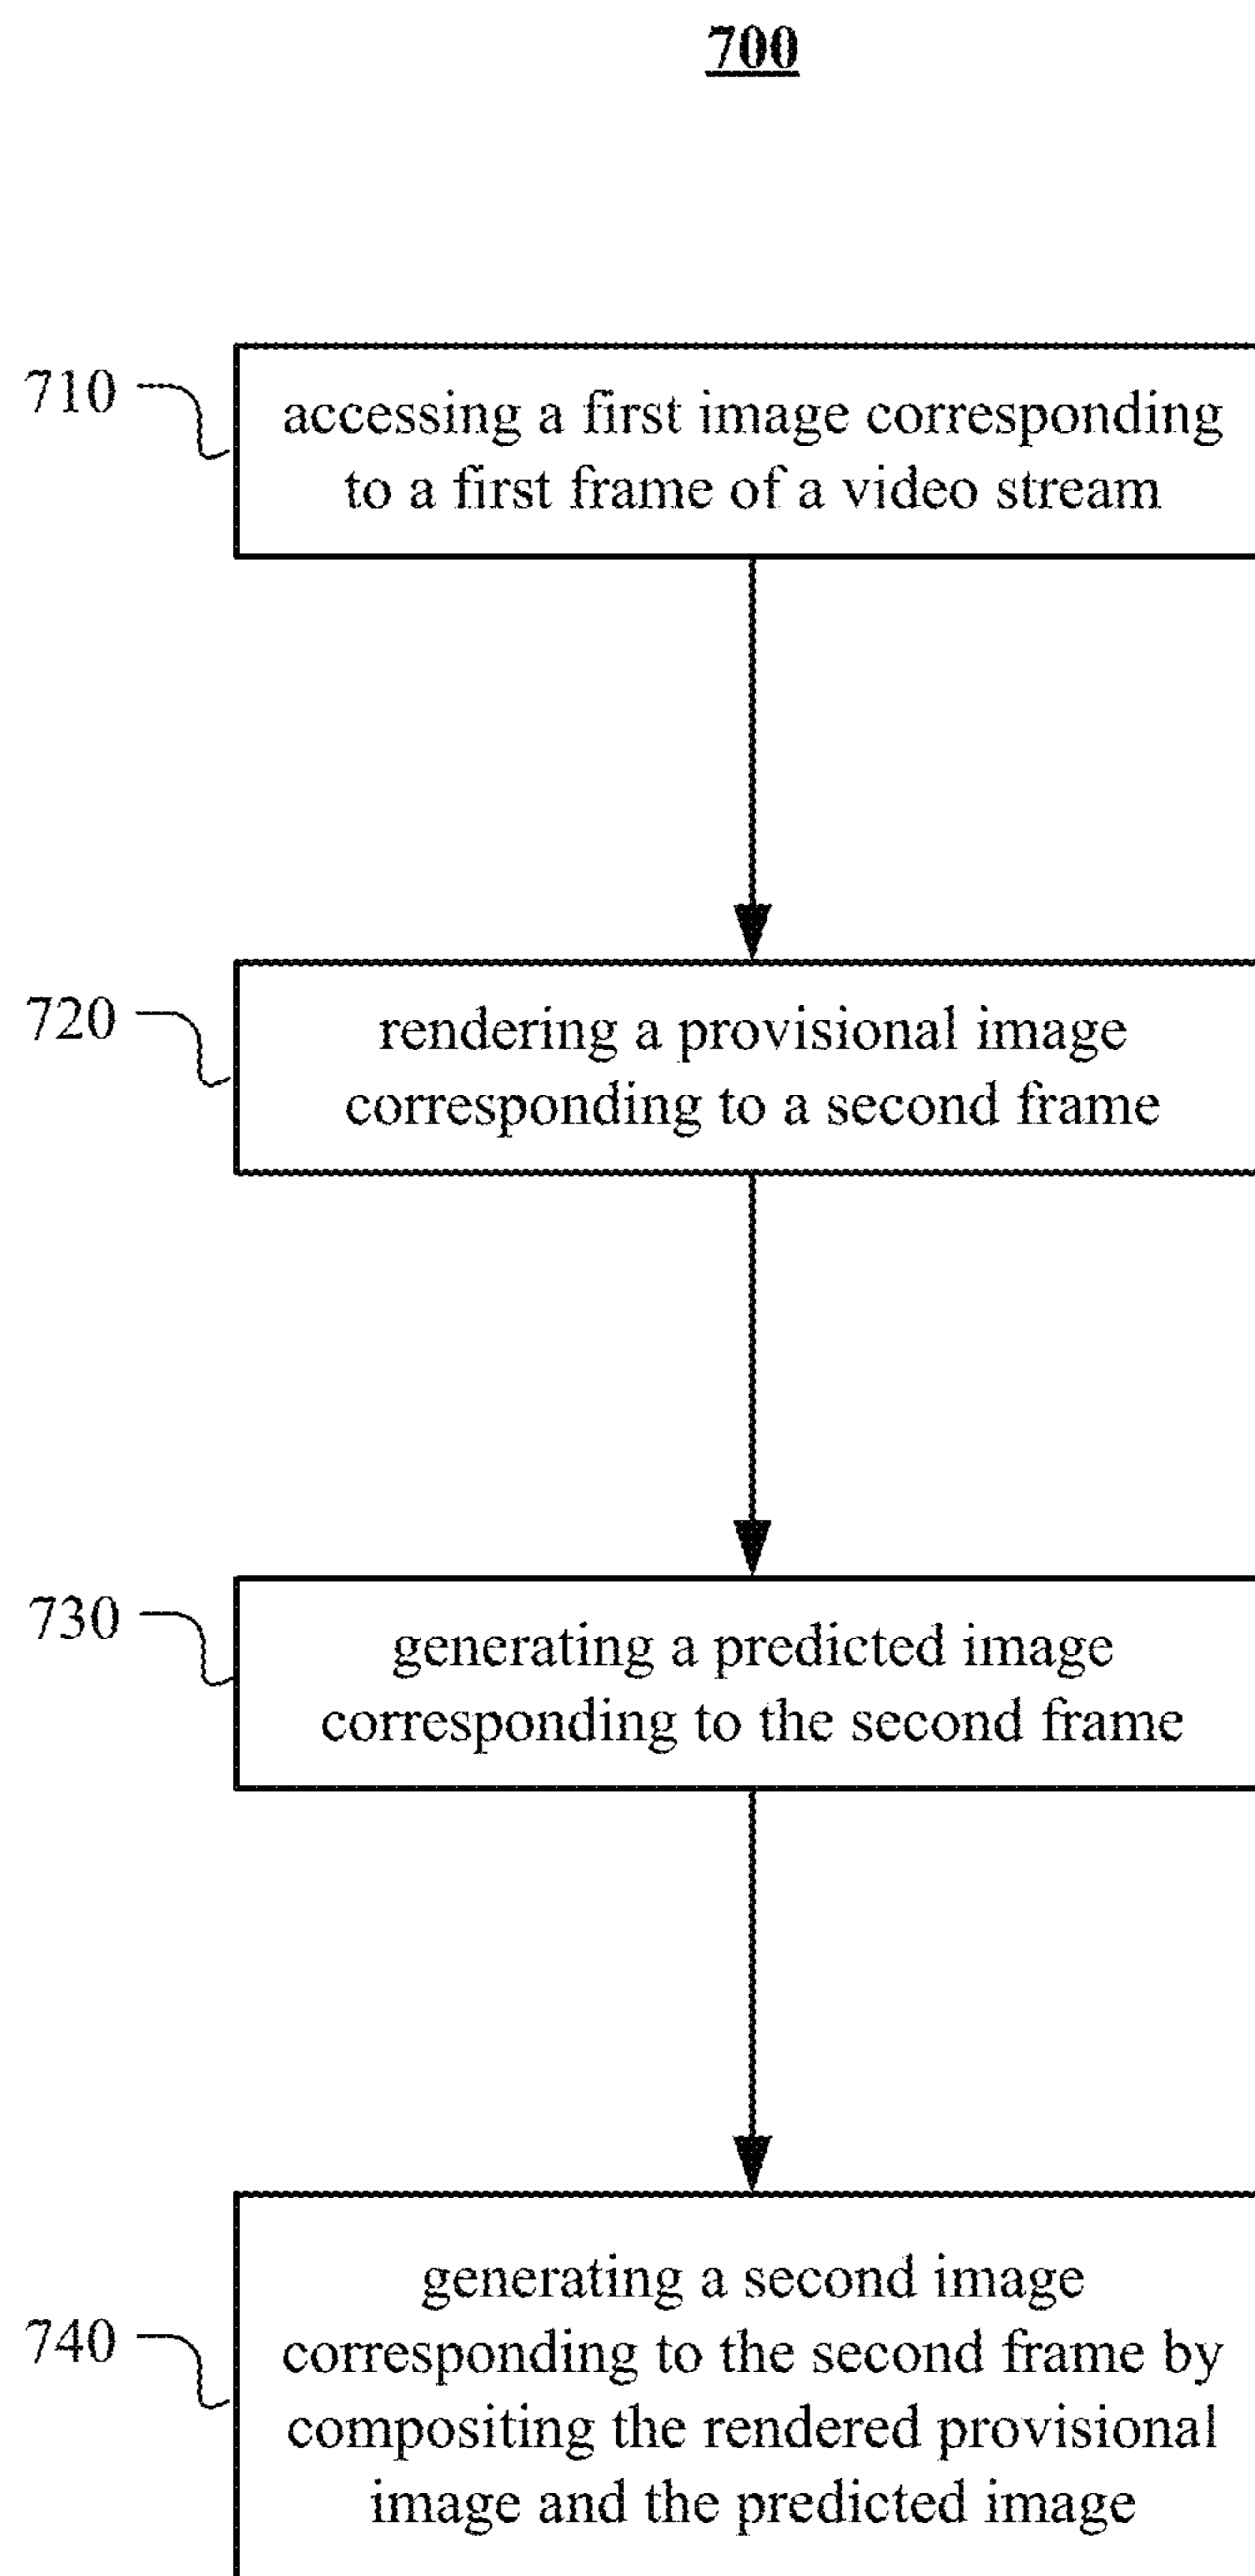 700
710
accessing a first image corresponding
to a first frame of a video stream
720
rendering a provisional image
corresponding to a second frame
730
generating a predicted image
corresponding to the second frame
740
generating a second image
corresponding to the second frame by
compositing the rendered provisional
image and the predicted image